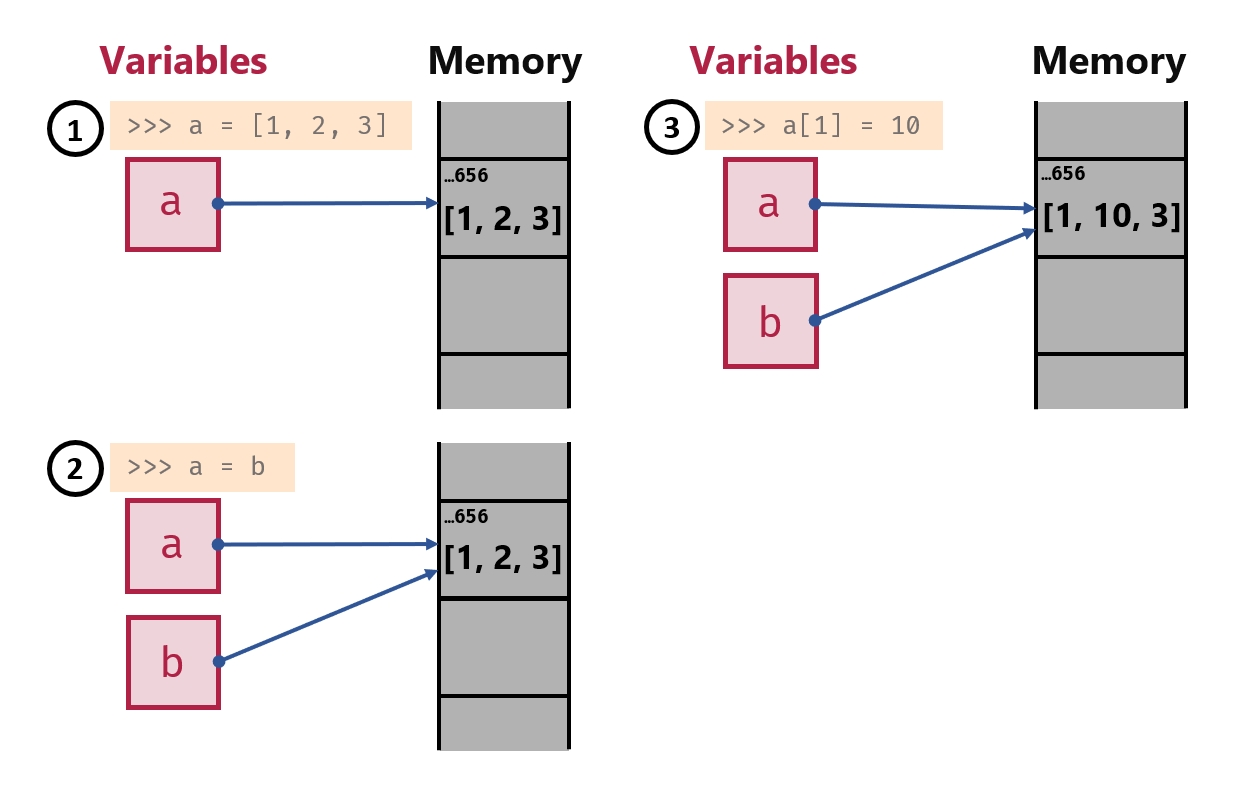 Variables
Memory
1
>>> a = [1, 2, 3]
a
…656
[1, 2, 3]
2
>>> a = b
a
b
…656
[1, 2, 3]
Variables
Memory
3
>>> a[1] = 10
a
b
…656
[1, 10, 3]